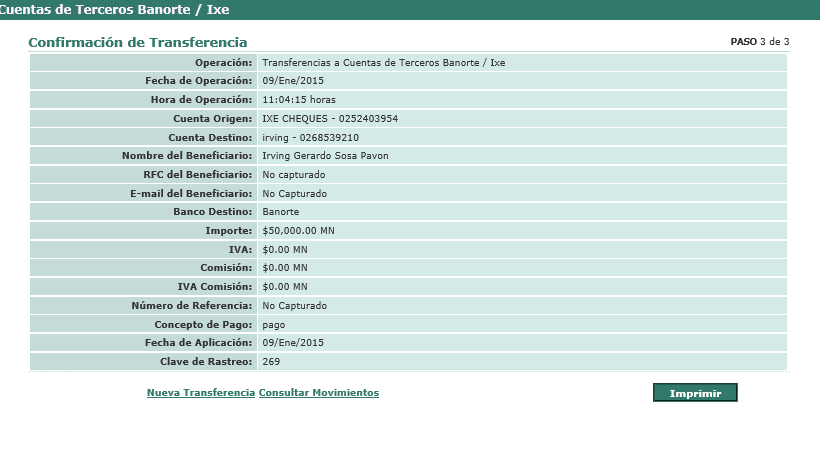 Cuentas de Terceros Banorte / Ixe
Confirmación de Transferencia PASO 3 de 3
Operación: Transferencias a Cuentas de Terceros Banorte / Ixe
Fecha de Operación: 09/Ene/2015
Hora de Operación: 11:04:15 horas
Cuenta Origen: IXE CHEQUES - 0252403954
Cuenta Destino: irving - 0268539210
Nombre del Beneficiario: Irving Gerardo Sosa Pavon
RFC del Beneficiario: No capturado
E-mail del Beneficiario: No Capturado
Banco Destino: Banorte
Importe: $50,000.00 MN
IVA: $0.00 MN
Comisión: $0.00 MN
IVA Comisión: $0.00 MN
Número de Referencia: No Capturado
Concepto de Pago: pago
Fecha de Aplicación: 09/Ene/2015
Clave de Rastreo: 269
Nueva Transferencia Consultar Movimientos Imprimir